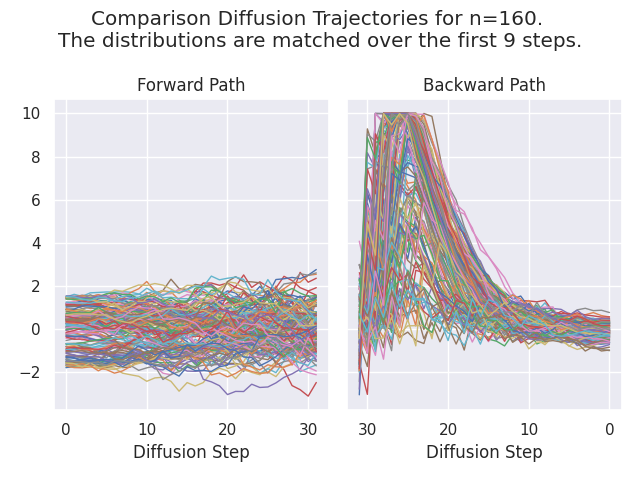 Comparison Diffusion Trajectories for n=160.
The distributions are matched over the first 9 steps.
Forward Path
Backward Path
10
8
6
4
2
0
−2
0 10 20 30
30 20 10 0
Diffusion Step
Diffusion Step